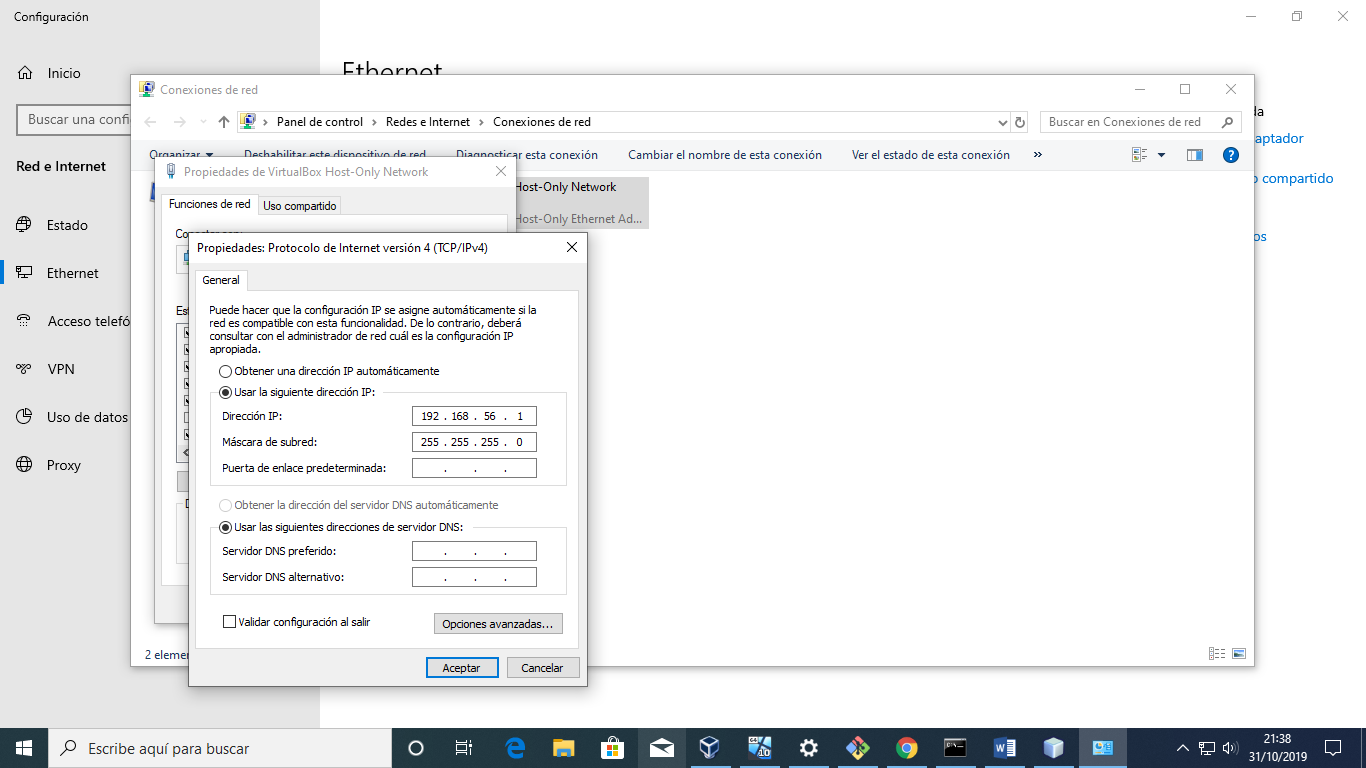 Configuración
Inicio
Buscar una confi
Red e Internet
Estado
Ethernet
Acceso telefó
VPN
Uso de datos
Proxy
Ethernet
Conexiones de red
Panel de control
Redes e Internet
Conexiones de red
Buscar en Conexiones de red
Organizar
Deshabilitar este dispositivo de red
Diagnosticar esta conexión
Cambiar el nombre de esta conexión
Ver el estado de esta conexión
»
Host-Only Network
Host-Only Ethernet Ad...
2 elemen
da
aptador
o compartido
os
Propiedades de VirtualBox Host-Only Network
Funciones de red
Uso compartido
Propiedades: Protocolo de Internet versión 4 (TCP/IPv4)
General
Puede hacer que la configuración IP se asigne automáticamente si la
red es compatible con esta funcionalidad. De lo contrario, deberá
consultar con el administrador de red cuál es la configuración IP
apropiada.
Obtener una dirección IP automáticamente
Usar la siguiente dirección IP:
Dirección IP: 192 . 168 . 56 . 1
Máscara de subred: 255 . 255 . 255 . 0
Puerta de enlace predeterminada: . . .
Obtener la dirección del servidor DNS automáticamente
Usar las siguientes direcciones de servidor DNS:
Servidor DNS preferido: . . .
Servidor DNS alternativo: . . .
Validar configuración al salir
Opciones avanzadas...
Aceptar
Cancelar
Escribe aquí para buscar
21:38
31/10/2019